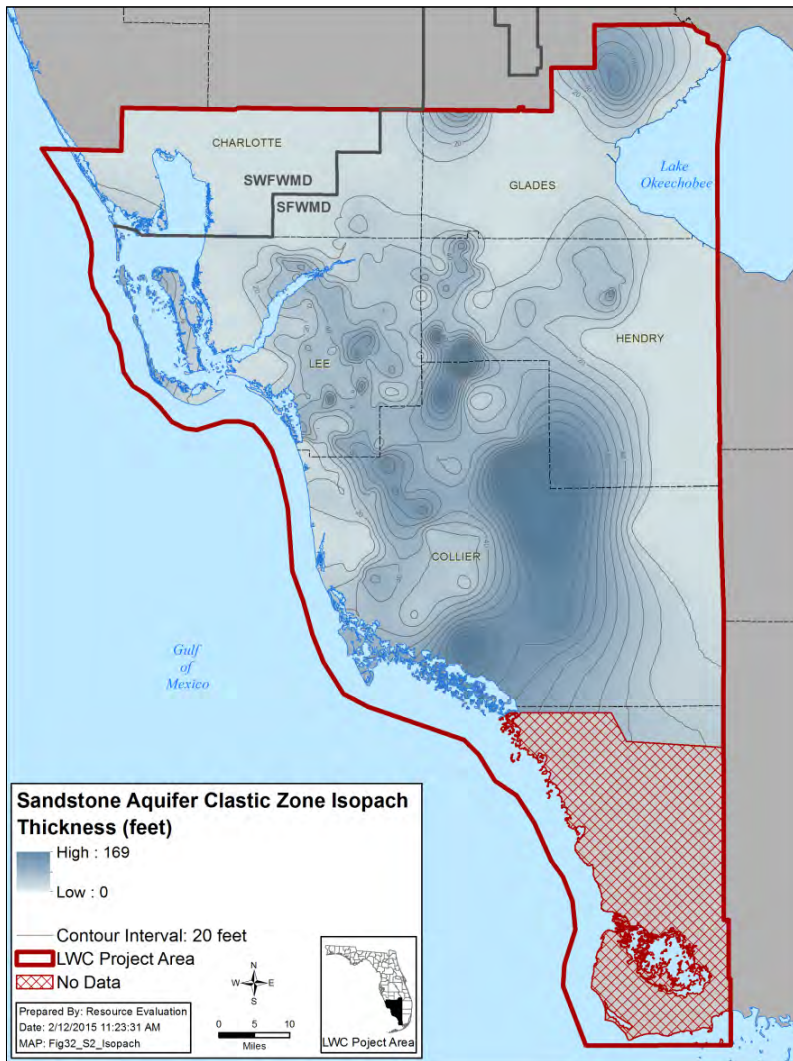 CHARLOTTE
SWFWMD
SFWMD
GLADES
Lake
Okeechobee
LEE
HENDRY
COLLIER
Gulf
of
Mexico
Sandstone Aquifer Clastic Zone Isopach
Thickness (feet)
High : 169
Low : 0
Contour Interval: 20 feet
LWC Project Area
No Data
N
W E
S
Prepared By: Resource Evaluation
Date: 2/12/2015 11:23:31 AM
MAP: Fig32_S2_Isopach
0 5 10
Miles
LWC Poject Area